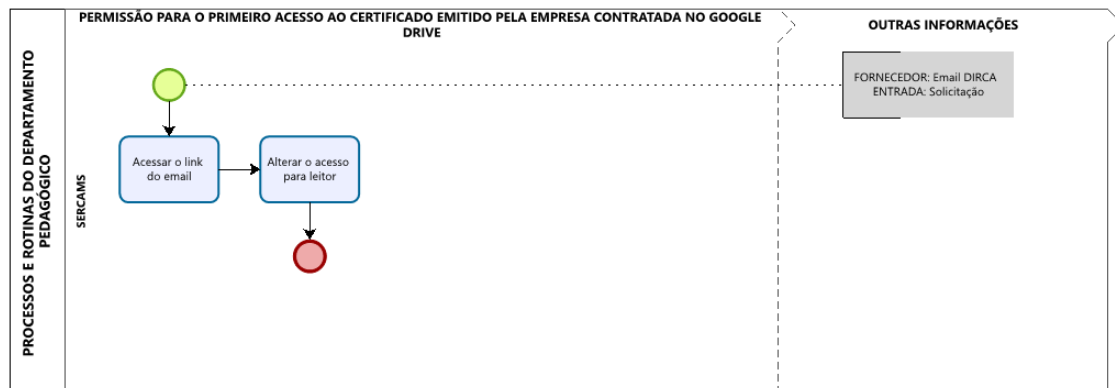 PERMISSÃO PARA O PRIMEIRO ACESSO AO CERTIFICADO EMITIDO PELA EMPRESA CONTRATADA NO GOOGLE
DRIVE
OUTRAS INFORMAÇÕES
PROCESSOS E ROTINAS DO DEPARTAMENTO
PEDAGÓGICO
SERCAMS
FORNECEDOR: Email DIRCA
ENTRADA: Solicitação
Acessar o link
do email
Alterar o acesso
para leitor